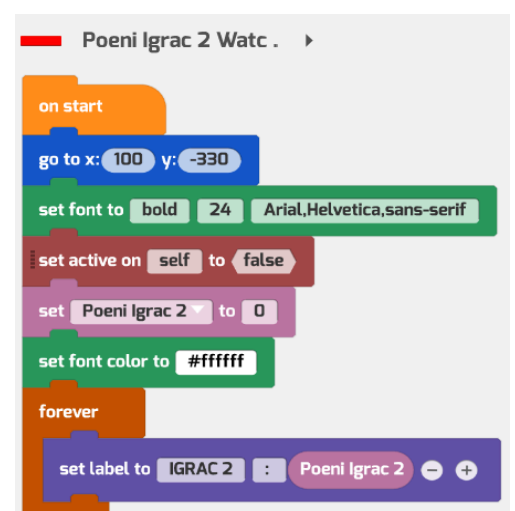 Poeni Igrac 2 Watc .
on start
go to x: 100 y: -330
set font to bold 24 Arial,Helvetica,sans-serif
set active on self to false
set Poeni Igrac 2 to 0
set font color to #ffffff
forever
set label to IGRAC 2 : Poeni Igrac 2 - +